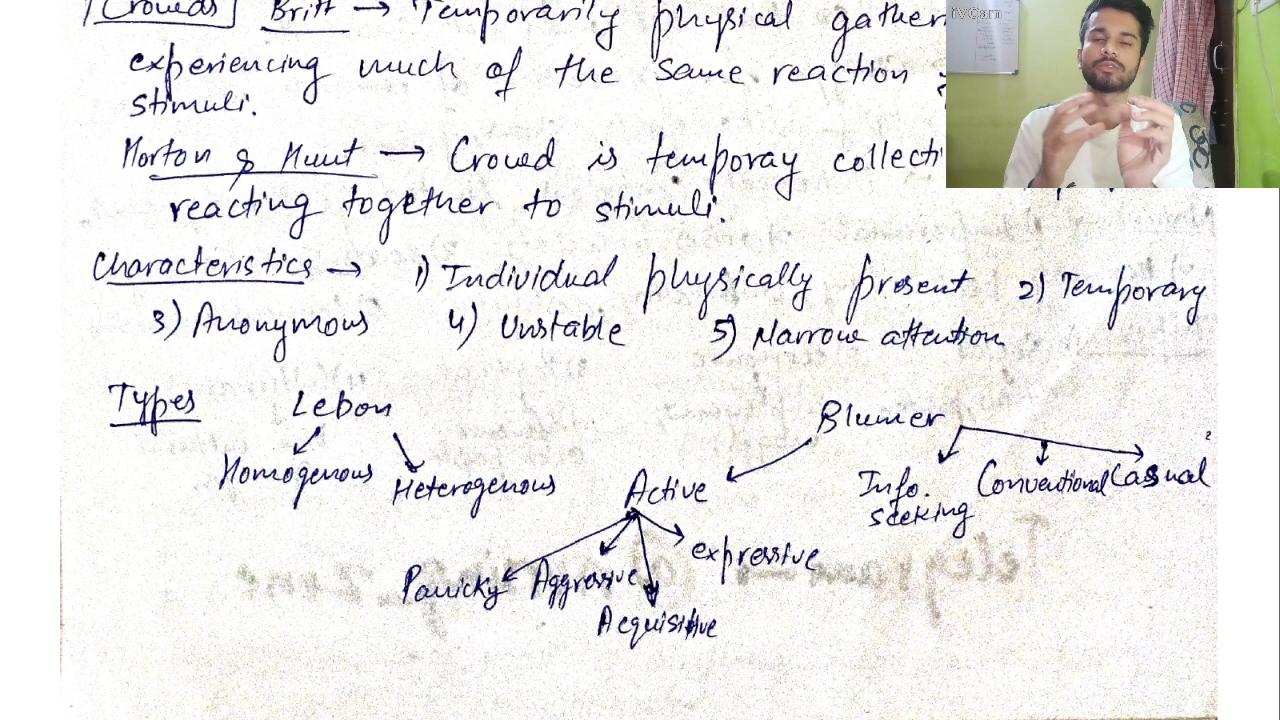 Crowds Britt → Temporarily physical gather
experiencing much of the same reaction
stimuli.
Horton & Hunt → Crowd is temporay collecti
reacting together to stimuli.
Characteristics → 1) Individual physically present 2) Temporary
3) Anonymous 4) Unstable 5) Narrow attention
Types Lebon Blumer
Homogenous Heterogenous Active Info. seeking Conventional Casual
Panicky Aggressive Acquisitive expressive
iVCam